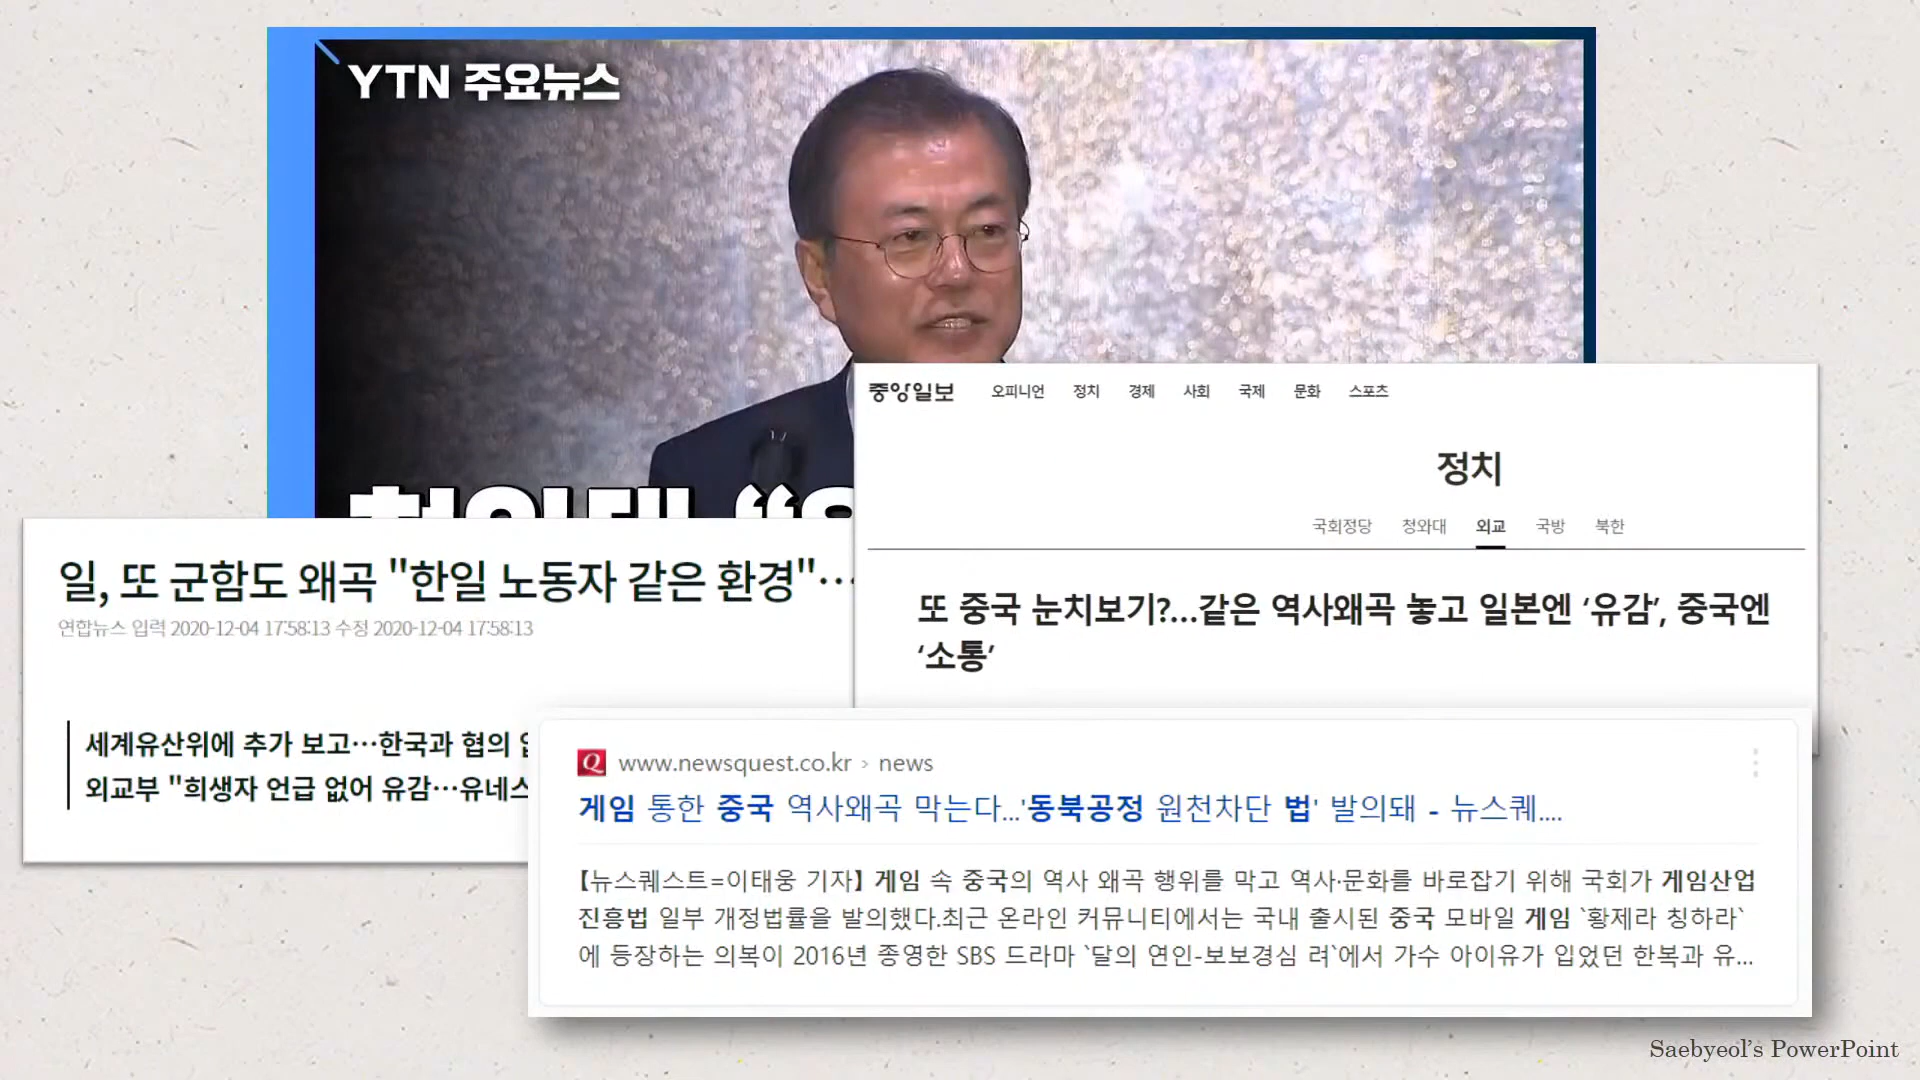 YTN 주요뉴스
중앙일보 오피니언 정치 경제 사회 국제 문화 스포츠
정치
국회정당 청와대 외교 국방 북한
또 중국 눈치보기?...같은 역사왜곡 놓고 일본엔 ‘유감’, 중국엔
‘소통’
일, 또 군함도 왜곡 "한일 노동자 같은 환경"…
연합뉴스 입력 2020-12-04 17:58:13 수정 2020-12-04 17:58:13
세계유산위에 추가 보고…한국과 협의
외교부 "희생자 언급 없어 유감…유네스
Q www.newsquest.co.kr › news
게임 통한 중국 역사왜곡 막는다...'동북공정 원천차단 법' 발의돼 - 뉴스퀘....
【뉴스퀘스트=이태웅 기자】 게임 속 중국의 역사 왜곡 행위를 막고 역사·문화를 바로잡기 위해 국회가 게임산업
진흥법 일부 개정법률을 발의했다.최근 온라인 커뮤니티에서는 국내 출시된 중국 모바일 게임 `황제라 칭하라`
에 등장하는 의복이 2016년 종영한 SBS 드라마 `달의 연인-보보경심 려`에서 가수 아이유가 입었던 한복과 유...
Saebyeol's PowerPoint